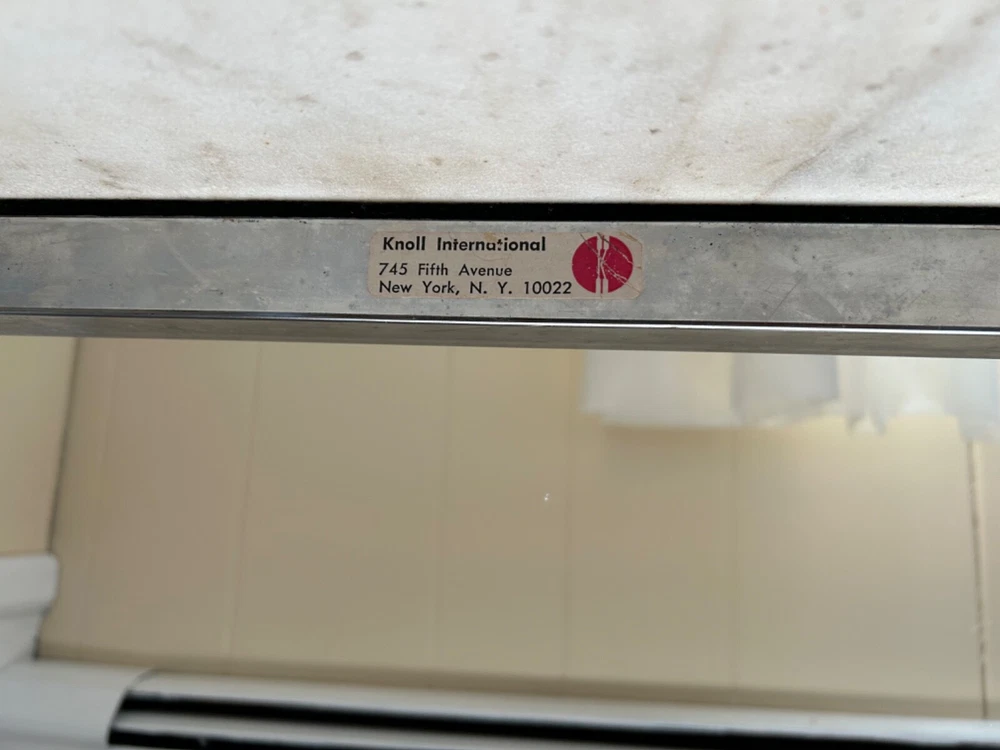 Knoll International
745 Fifth Avenue
New York, N. Y. 10022